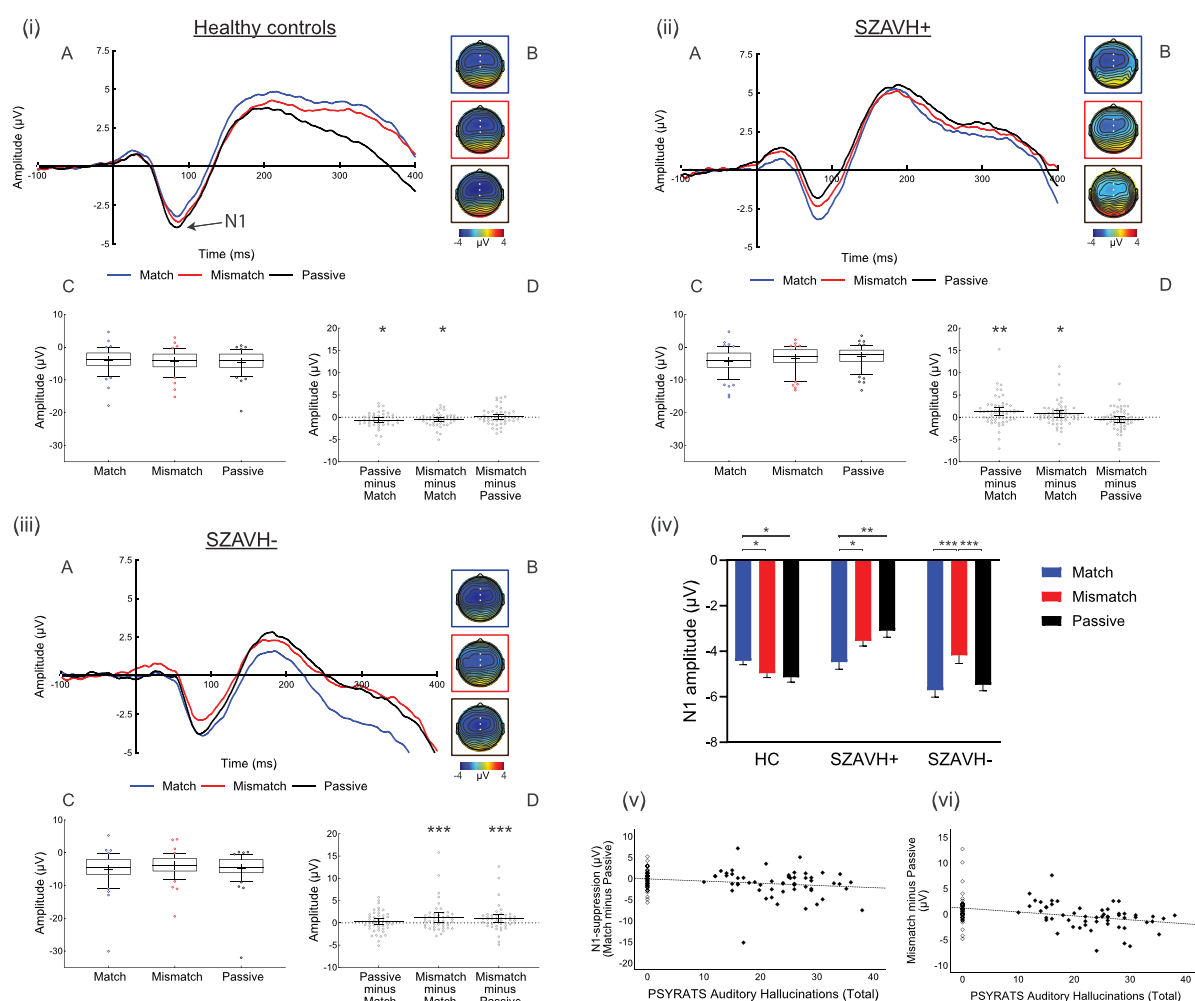 (i)
Healthy controls
A
B
7.5
5
2.5
-2.5
-5
-100
100
200
300
400
Amplitude (µV)
N1
Time (ms)
Match
Mismatch
Passive
-4
µV
4
C
D
10
0
-10
-20
-30
Amplitude (µV)
Match
Mismatch
Passive
20
15
10
5
0
-5
-10
Amplitude (µV)
*
*
Passive
minus
Match
Mismatch
minus
Match
Mismatch
minus
Passive
(ii)
SZAVH+
A
B
7.5
5
2.5
-2.5
-5
-100
100
200
300
400
Amplitude (µV)
Time (ms)
Match
Mismatch
Passive
-4
µV
4
C
D
10
0
-10
-20
-30
Amplitude (µV)
Match
Mismatch
Passive
20
15
10
5
0
-5
-10
Amplitude (µV)
**
*
Passive
minus
Match
Mismatch
minus
Match
Mismatch
minus
Passive
(iii)
SZAVH-
A
B
7.5
5
2.5
-2.5
-5
-100
100
200
300
400
Amplitude (µV)
Time (ms)
Match
Mismatch
Passive
-4
µV
4
C
D
10
0
-10
-20
-30
Amplitude (µV)
Match
Mismatch
Passive
20
15
10
5
0
-5
-10
Amplitude (µV)
***
***
Passive
minus
Match
Mismatch
minus
Match
Mismatch
minus
Passive
(iv)
*
*
**
*
***
***
0
-2
-4
-6
-8
N1 amplitude (µV)
HC
SZAVH+
SZAVH-
Match
Mismatch
Passive
(v)
10
5
0
-5
-10
-15
-20
N1-suppression (µV)
(Match minus Passive)
0
10
20
30
40
PSYRATS Auditory Hallucinations (Total)
(vi)
15
10
5
0
-5
-10
Mismatch minus Passive
(µV)
0
10
20
30
40
PSYRATS Auditory Hallucinations (Total)